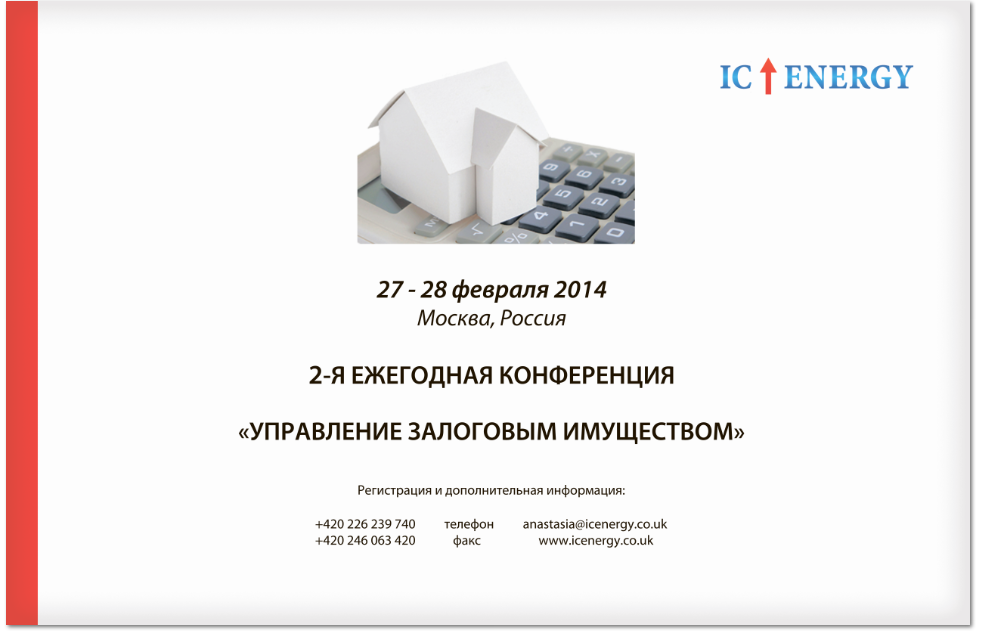 IC ENERGY
27 - 28 февраля 2014
Москва, Россия
2-Я ЕЖЕГОДНАЯ КОНФЕРЕНЦИЯ
«УПРАВЛЕНИЕ ЗАЛОГОВЫМ ИМУЩЕСТВОМ»
Регистрация и дополнительная информация:
+420 226 239 740 телефон anastasia@icenergy.co.uk
+420 246 063 420 факс www.icenergy.co.uk